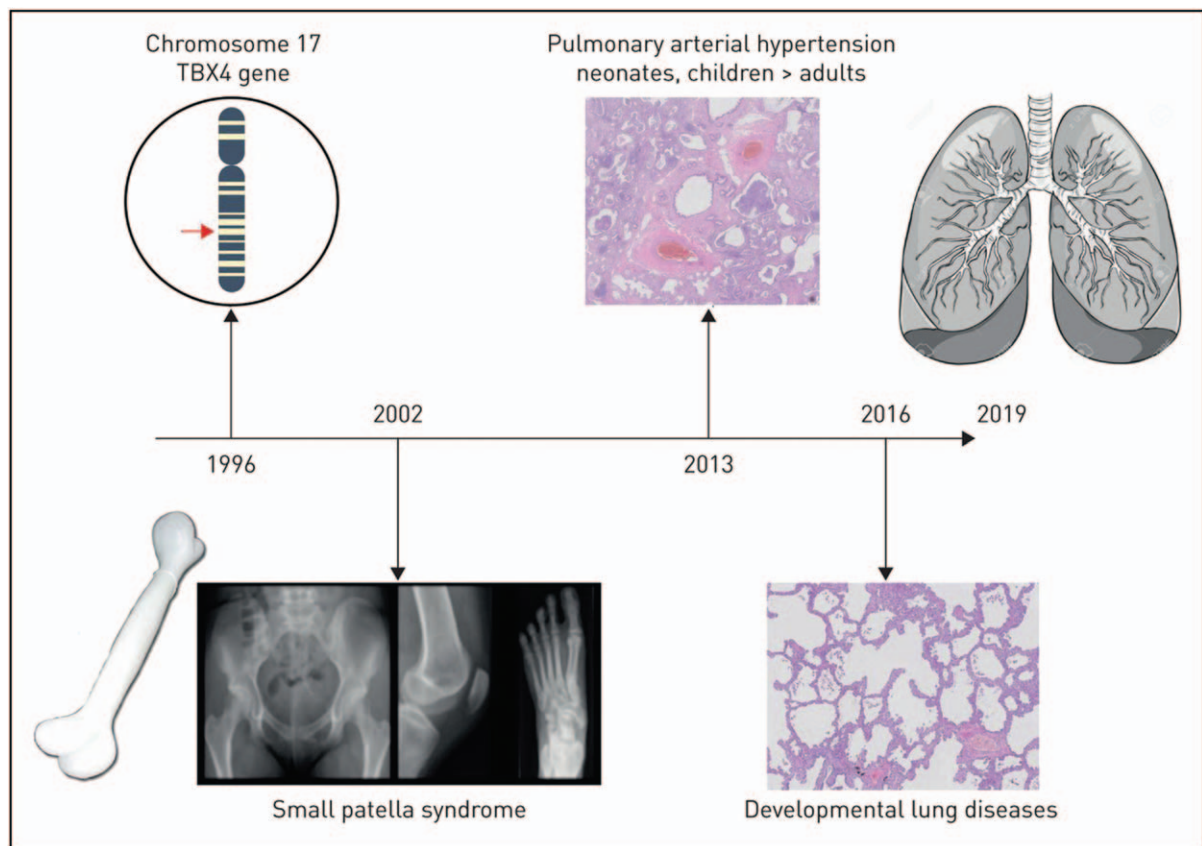 Chromosome 17
TBX4 gene
Pulmonary arterial hypertension
neonates, children > adults
2002
2016
2019
1996
2013
Small patella syndrome
Developmental lung diseases